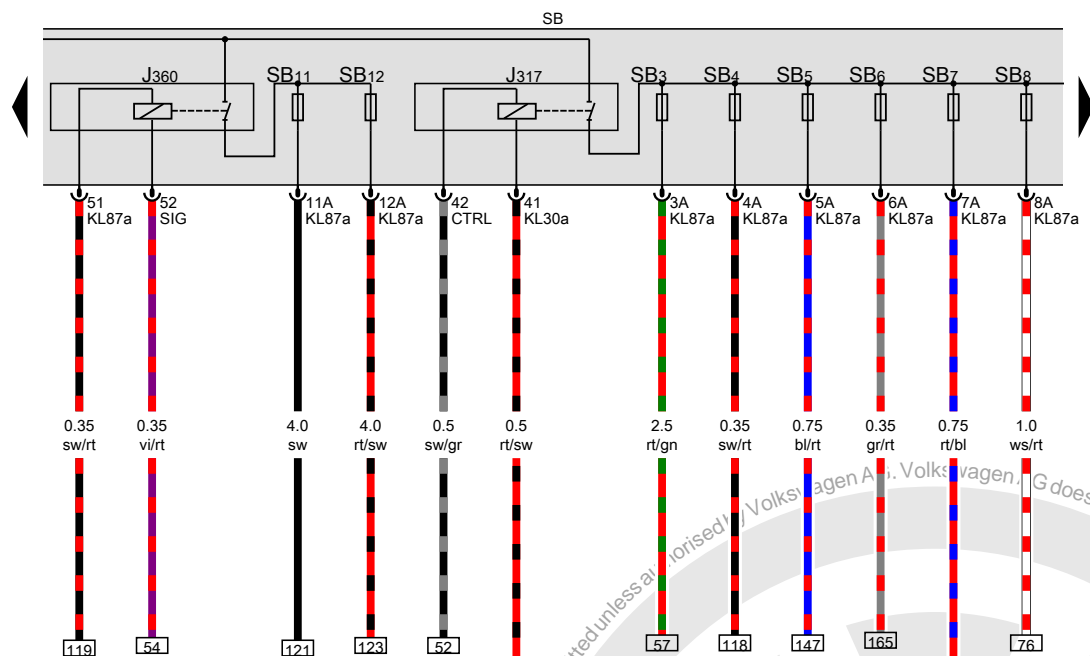 SB
J360 SB11 SB12 J317 SB3 SB4 SB5 SB6 SB7 SB8
51 52 11A 12A 42 41 3A 4A 5A 6A 7A 8A
KL87a SIG KL87a KL87a CTRL KL30a KL87a KL87a KL87a KL87a KL87a KL87a
0.35 0.35 4.0 4.0 0.5 0.5 2.5 0.35 0.75 0.35 0.75 1.0
sw/rt vi/rt sw rt/sw sw/gr rt/sw rt/gn sw/rt bl/rt gr/rt rt/bl ws/rt
by Volkswagen AG. Volkswagen AG does
119 54 121 123 52 57 118 147 165 76